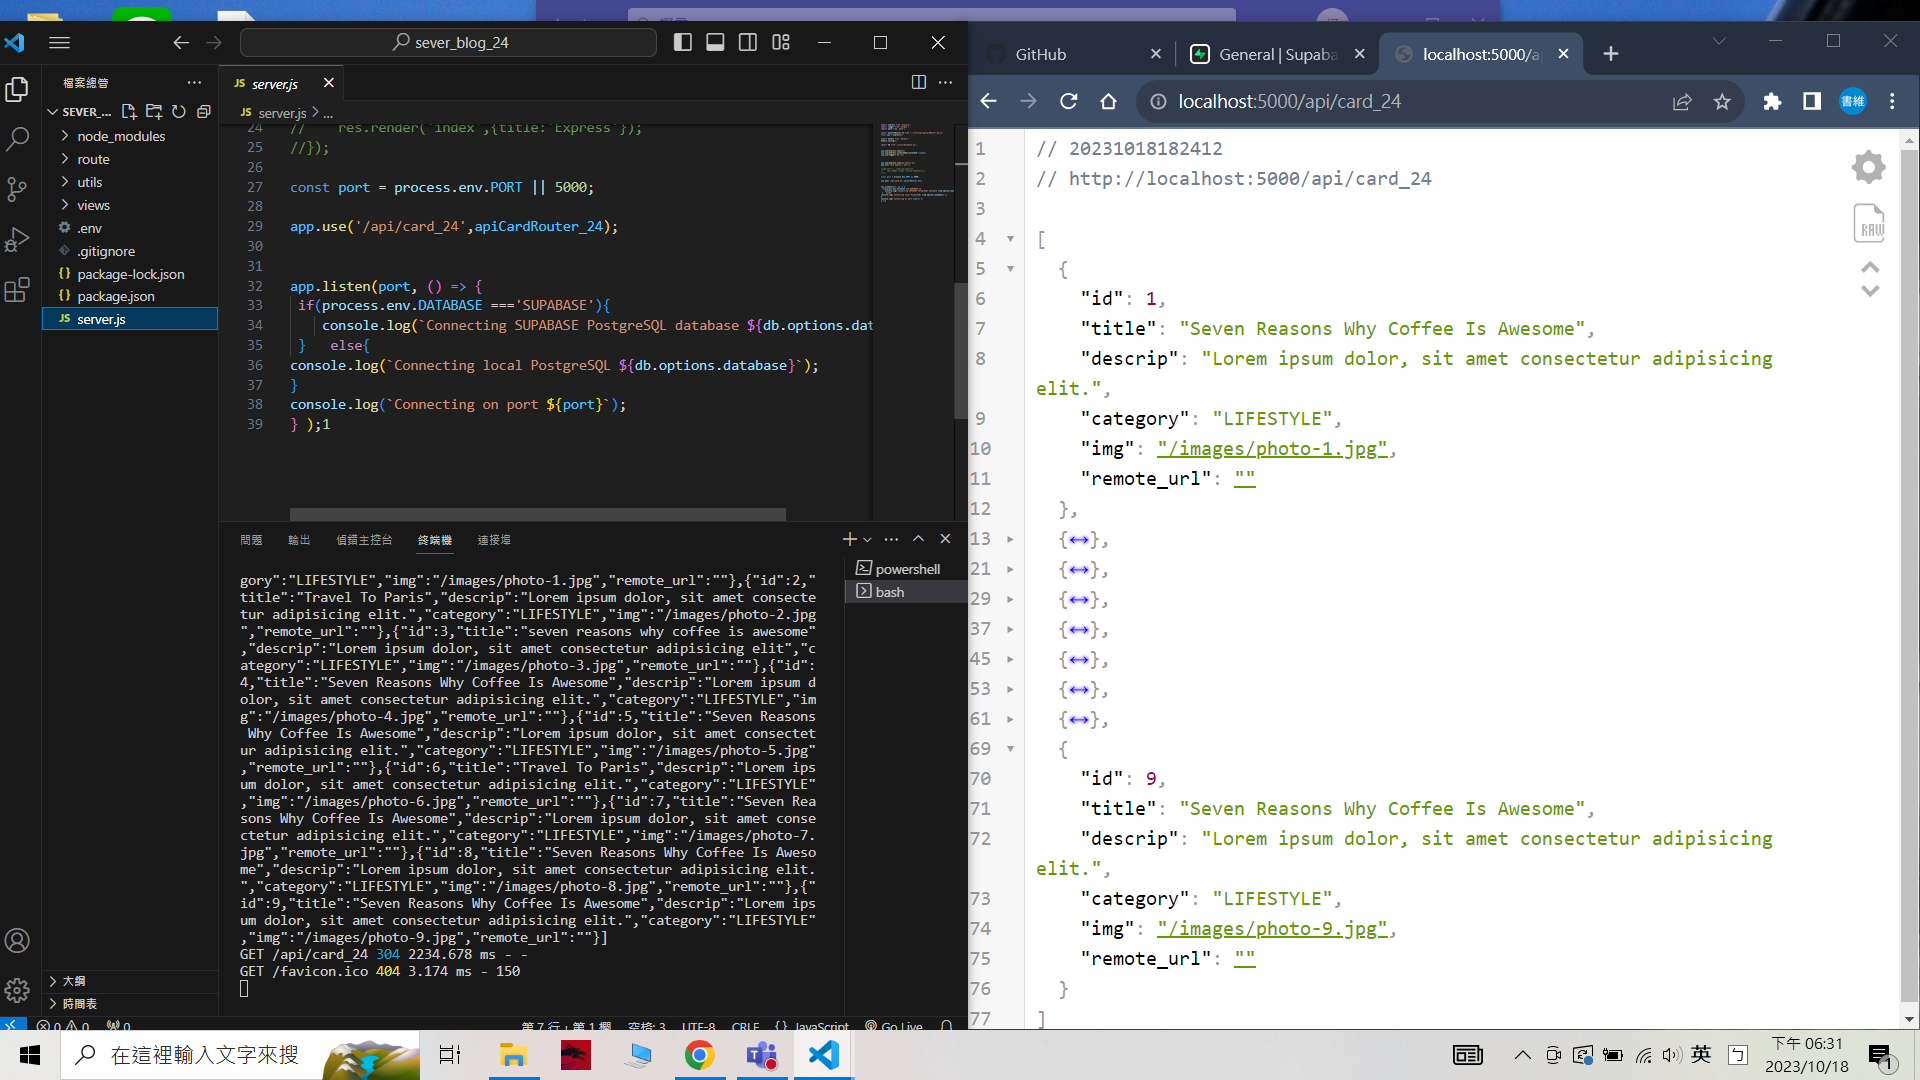 sever_blog_24
檔案總管
SEVER_...
node_modules
route
utils
views
.env
.gitignore
package-lock.json
package.json
server.js
大綱
時間表
JS server.js
JS server.js > ...
24 // res.render(`index`,{title:`Express`});
25 //});
26
27 const port = process.env.PORT || 5000;
28
29 app.use('/api/card_24',apiCardRouter_24);
30
31
32 app.listen(port, () => {
33 if(process.env.DATABASE ==='SUPABASE'){
34 console.log(`Connecting SUPABASE PostgreSQL database ${db.options.dat
35 } else{
36 console.log(`Connecting local PostgreSQL ${db.options.database}`);
37 }
38 console.log(`Connecting on port ${port}`);
39 } );1
問題 輸出 偵錯主控台 終端機 連接埠
powershell
bash
gory":"LIFESTYLE","img":"/images/photo-1.jpg","remote_url":""},{"id":2,"
title":"Travel To Paris","descrip":"Lorem ipsum dolor, sit amet consecte
tur adipisicing elit.","category":"LIFESTYLE","img":"/images/photo-2.jpg
","remote_url":""},{"id":3,"title":"seven reasons why coffee is awesome"
,"descrip":"Lorem ipsum dolor, sit amet consectetur adipisicing elit","c
ategory":"LIFESTYLE","img":"/images/photo-3.jpg","remote_url":""},{"id":
4,"title":"Seven Reasons Why Coffee Is Awesome","descrip":"Lorem ipsum d
olor, sit amet consectetur adipisicing elit.","category":"LIFESTYLE","im
g":"/images/photo-4.jpg","remote_url":""},{"id":5,"title":"Seven Reasons
 Why Coffee Is Awesome","descrip":"Lorem ipsum dolor, sit amet consectet
ur adipisicing elit.","category":"LIFESTYLE","img":"/images/photo-5.jpg"
,"remote_url":""},{"id":6,"title":"Travel To Paris","descrip":"Lorem ips
um dolor, sit amet consectetur adipisicing elit.","category":"LIFESTYLE"
,"img":"/images/photo-6.jpg","remote_url":""},{"id":7,"title":"Seven Rea
sons Why Coffee Is Awesome","descrip":"Lorem ipsum dolor, sit amet conse
ctetur adipisicing elit.","category":"LIFESTYLE","img":"/images/photo-7.
jpg","remote_url":""},{"id":8,"title":"Seven Reasons Why Coffee Is Aweso
me","descrip":"Lorem ipsum dolor, sit amet consectetur adipisicing elit.
","category":"LIFESTYLE","img":"/images/photo-8.jpg","remote_url":""},{"
id":9,"title":"Seven Reasons Why Coffee Is Awesome","descrip":"Lorem ips
um dolor, sit amet consectetur adipisicing elit.","category":"LIFESTYLE"
,"img":"/images/photo-9.jpg","remote_url":""}]
GET /api/card_24 304 2234.678 ms - -
GET /favicon.ico 404 3.174 ms - 150
0 0 0 第 7 行，第 1 欄 空格: 3 UTF-8 CRLF {} JavaScript Go Live
GitHub
General | Supaba
localhost:5000/a
localhost:5000/api/card_24
書維
1 // 20231018182412
2 // http://localhost:5000/api/card_24
3
4 [
5 {
6 "id": 1,
7 "title": "Seven Reasons Why Coffee Is Awesome",
8 "descrip": "Lorem ipsum dolor, sit amet consectetur adipisicing
elit.",
9 "category": "LIFESTYLE",
10 "img": "/images/photo-1.jpg",
11 "remote_url": ""
12 },
13 {↔},
21 {↔},
29 {↔},
37 {↔},
45 {↔},
53 {↔},
61 {↔},
69 {
70 "id": 9,
71 "title": "Seven Reasons Why Coffee Is Awesome",
72 "descrip": "Lorem ipsum dolor, sit amet consectetur adipisicing
elit.",
73 "category": "LIFESTYLE",
74 "img": "/images/photo-9.jpg",
75 "remote_url": ""
76 }
77 ]
RAW
在這裡輸入文字來搜
英
ㄅ
下午 06:31
2023/10/18
1